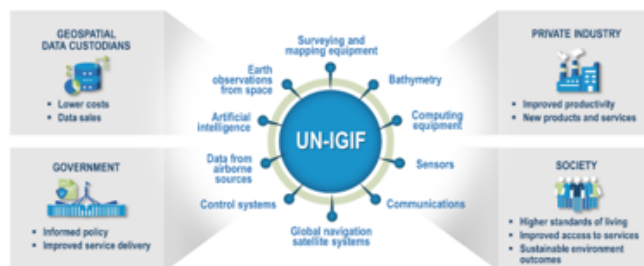 GEOSPATIAL
DATA CUSTODIANS
• Lower costs
• Data sales
GOVERNMENT
• Informed policy
• Improved service delivery
Surveying and
mapping equipment
Earth
observations
from space
Bathymetry
Artificial
intelligence
Computing
equipment
UN-IGIF
Data from
airborne
sources
Sensors
Control systems
Communications
Global navigation
satellite systems
PRIVATE INDUSTRY
• Improved productivity
• New products and services
SOCIETY
• Higher standards of living
• Improved access to services
• Sustainable environment
outcomes